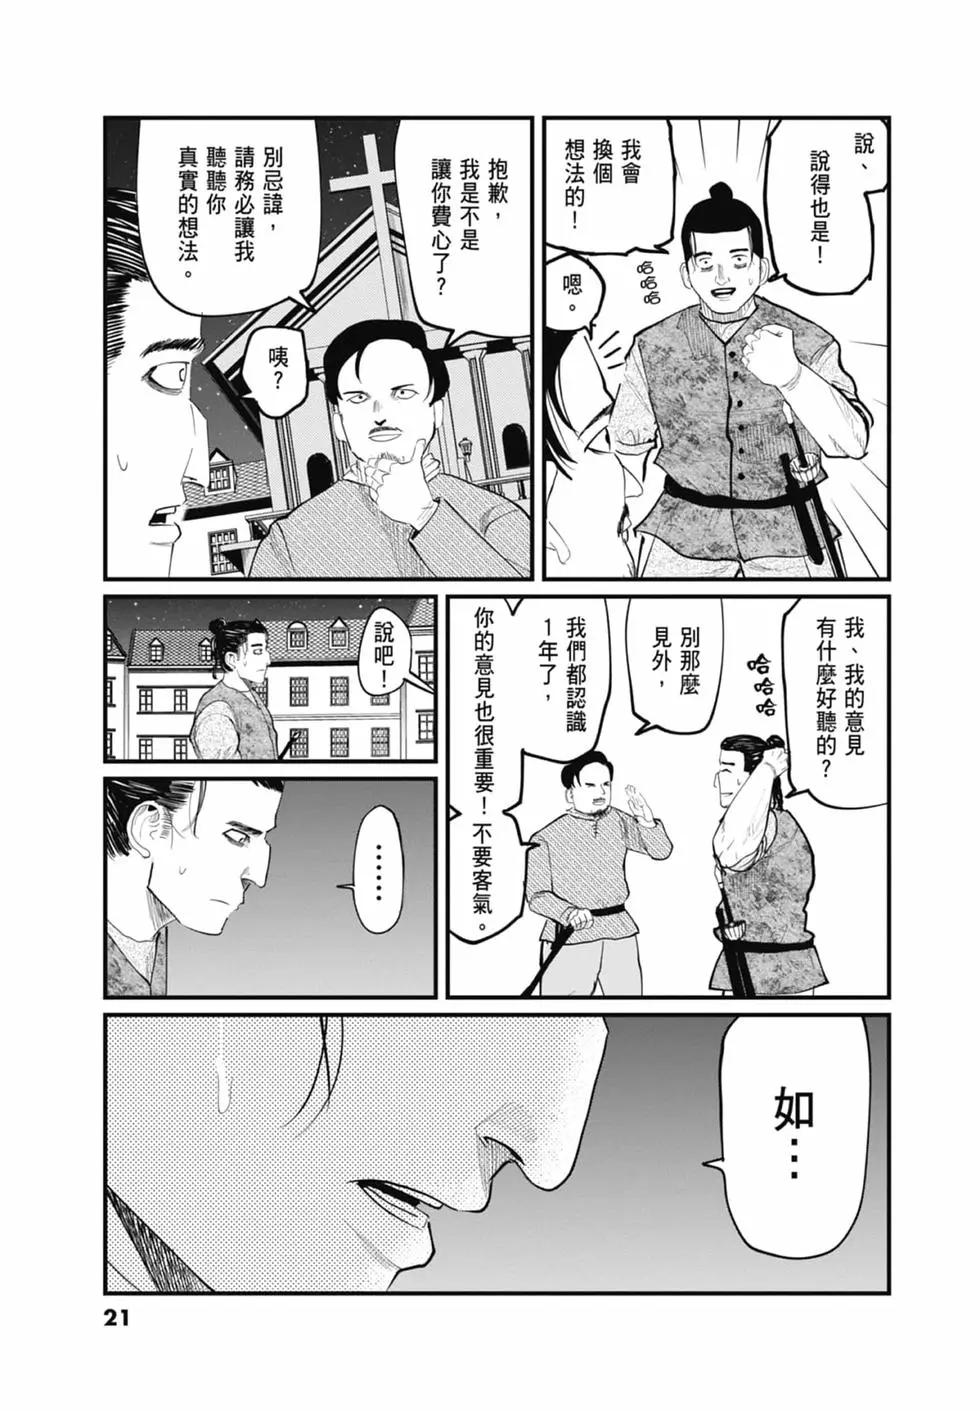 說、
說得也是！
我會
換個
想法的！
哈哈哈
嗯。
抱歉，
我是不是
讓你費心了？
別忌諱，
請務必讓我
聽聽你
真實的想法。
咦？
我、我的意見
有什麼好聽的？
哈哈哈
別那麼
見外，
我們都認識
1年了，
你的意見也很重要！不要客氣。
說吧！
……
如…
21